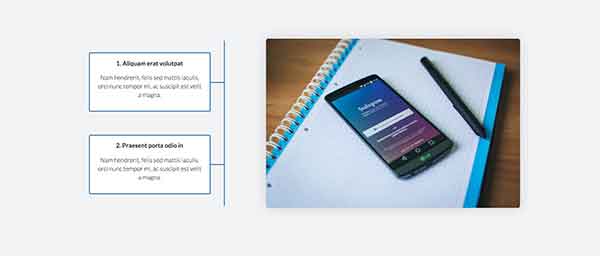 1. Aliquam erat volutpat
Nam hendrerit, felis sed mattis iaculis,
orci nunc tempor mi, ac suscipit est velit
a magna.
2. Praesent porta odio in
Nam hendrerit, felis sed mattis iaculis,
orci nunc tempor mi, ac suscipit est velit
a magna.
Instagram
LG